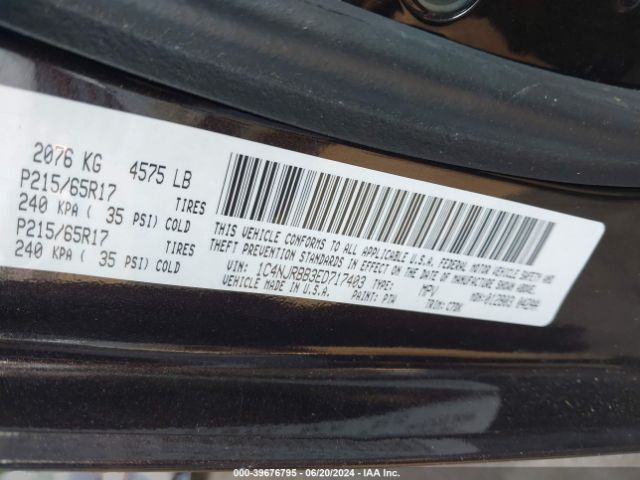 2076 KG 4575 LB
P215/65R17 TIRES
240 KPA ( 35 PSI) COLD
P215/65R17 TIRES
240 KPA ( 35 PSI) COLD
THIS VEHICLE CONFORMS TO ALL APPLICABLE U.S.A. FEDERAL MOTOR VEHICLE SAFETY AND
THEFT PREVENTION STANDARDS IN EFFECT ON THE DATE OF MANUFACTURE SHOWN ABOVE.
VIN: 1C4NJRBB3ED717403 TYPE: MPV MDH:
VEHICLE MADE IN U.S.A. PAINT: PTW TRIM:
000-39676795 - 06/20/2024 - IAA Inc.